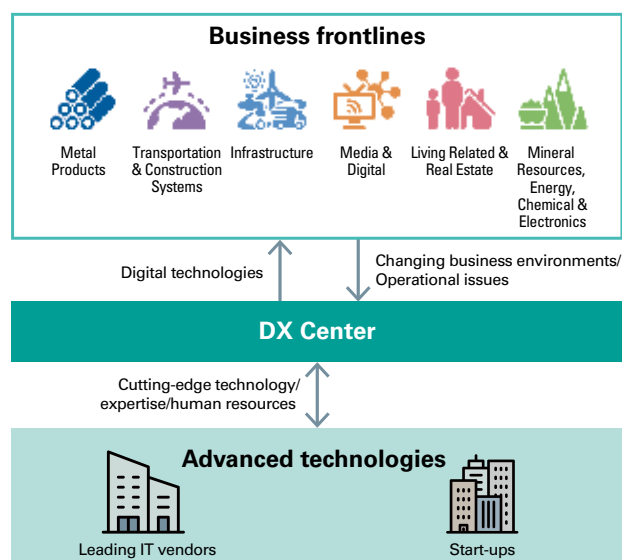 Business frontlines
Metal
Products
Transportation
& Construction
Systems
Infrastructure
Media &
Digital
Living Related &
Real Estate
Mineral
Resources,
Energy,
Chemical &
Electronics
Digital technologies
Changing business environments/
Operational issues
DX Center
Cutting-edge technology/
expertise/human resources
Advanced technologies
Leading IT vendors
Start-ups